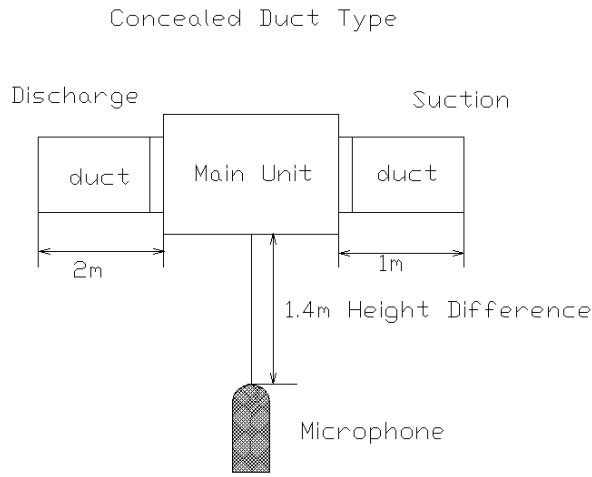 Concealed Duct Type
Discharge
Suction
duct
Main Unit
duct
2m
1m
1.4m Height Difference
Microphone